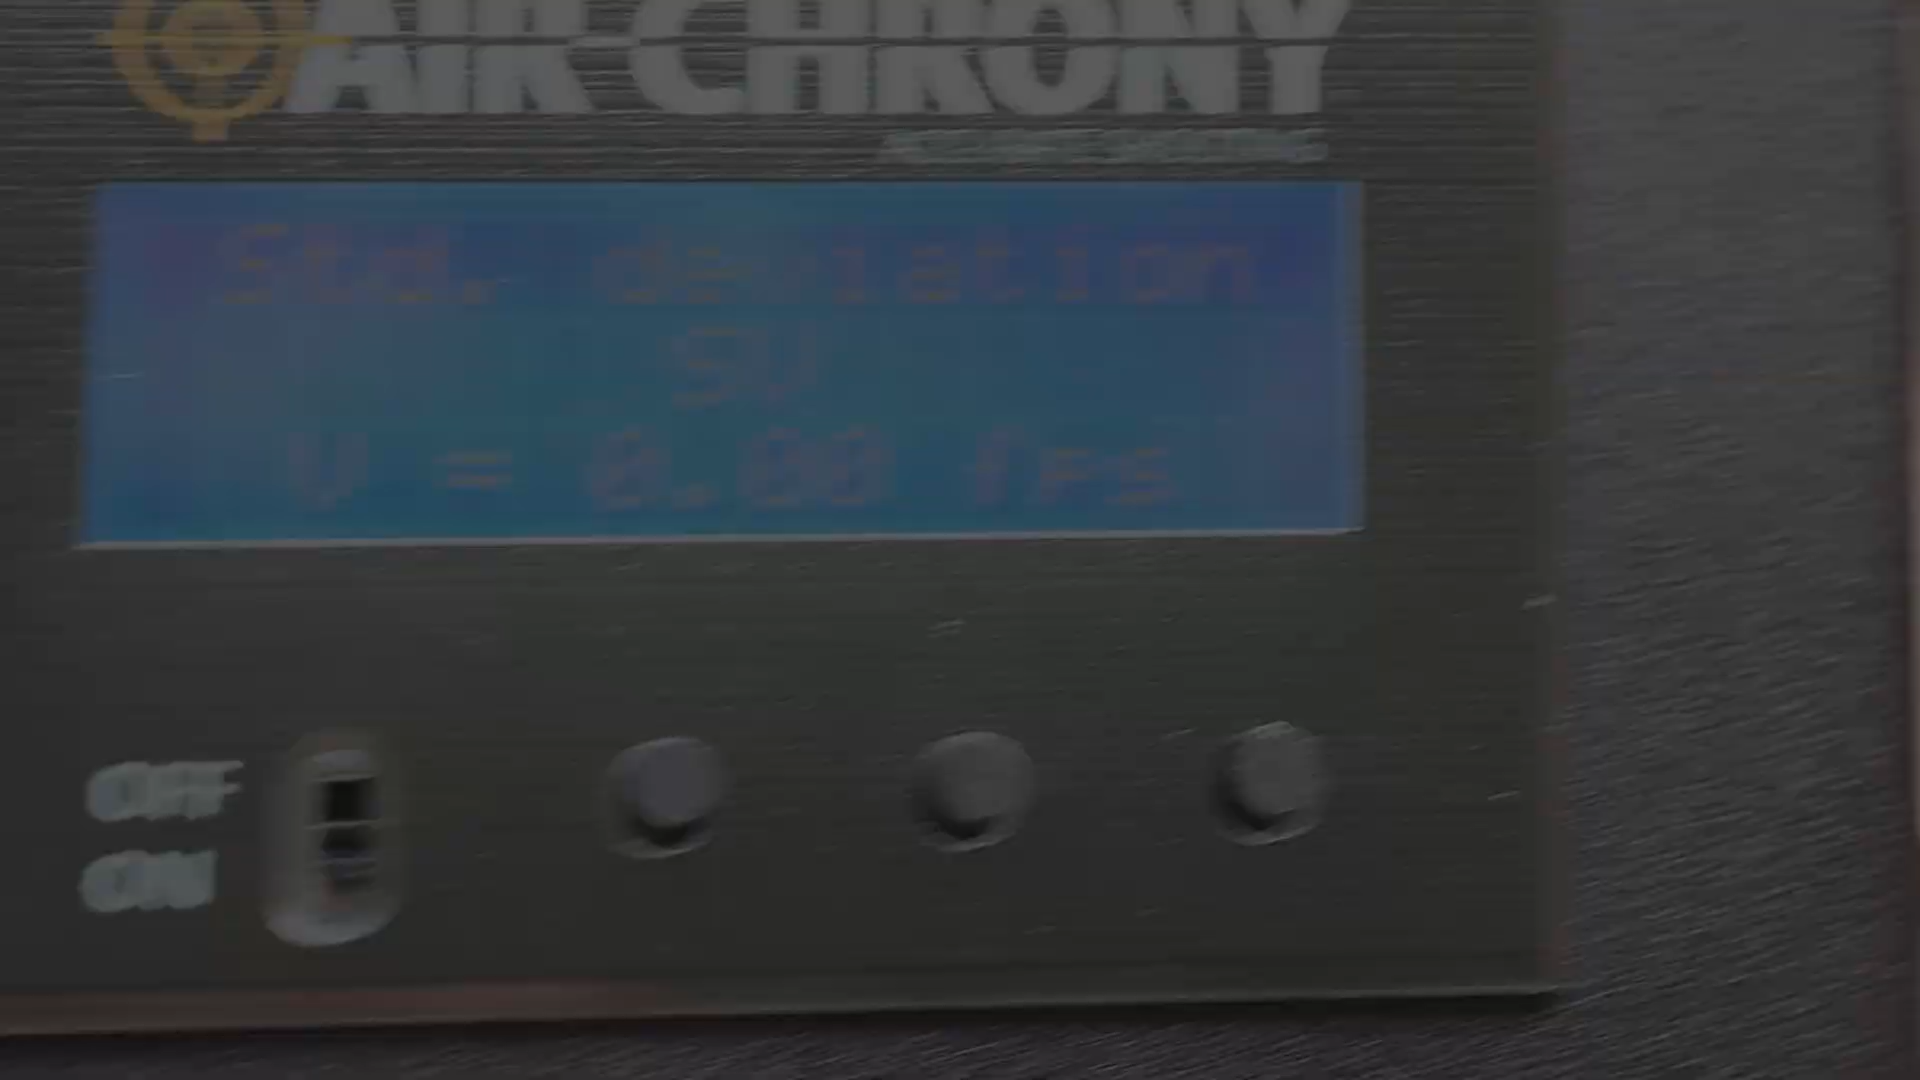 AIR CHRONY
Std. deviation
SV
V = 0.00 fps
OFF
ON